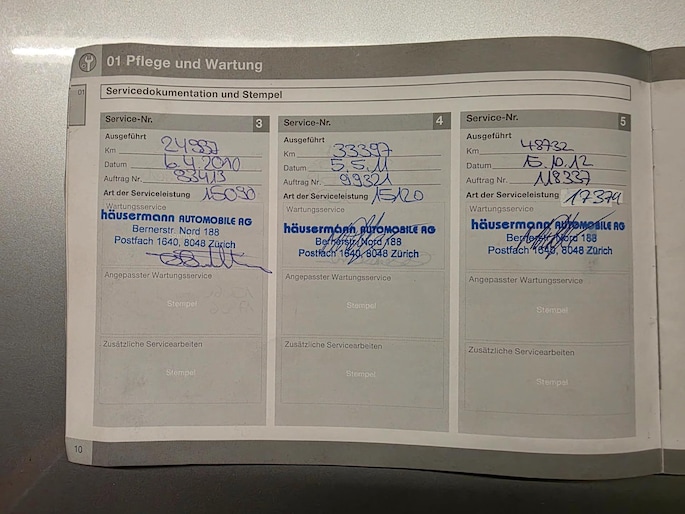 01 Pflege und Wartung
01
Servicedokumentation und Stempel
Service-Nr. 3
Ausgeführt
Km 24997
Datum 6.4.2010
Auftrag Nr. 93413
Art der Serviceleistung 15090
Wartungsservice
häusermann AUTOMOBILE AG
Bernerstr. Nord 188
Postfach 1640, 8048 Zürich
Angepasster Wartungsservice
Stempel
Zusätzliche Servicearbeiten
Stempel
Service-Nr. 4
Ausgeführt
Km 33397
Datum 5.5.11
Auftrag Nr. 99321
Art der Serviceleistung 15120
Wartungsservice
häusermann AUTOMOBILE AG
Bernerstr. Nord 188
Postfach 1640, 8048 Zürich
Angepasster Wartungsservice
Stempel
Zusätzliche Servicearbeiten
Stempel
Service-Nr. 5
Ausgeführt
Km 48732
Datum 15.10.12
Auftrag Nr. 118337
Art der Serviceleistung 17379
Wartungsservice
häusermann AUTOMOBILE AG
Bernerstr. Nord 188
Postfach 1640, 8048 Zürich
Angepasster Wartungsservice
Stempel
Zusätzliche Servicearbeiten
Stempel
10